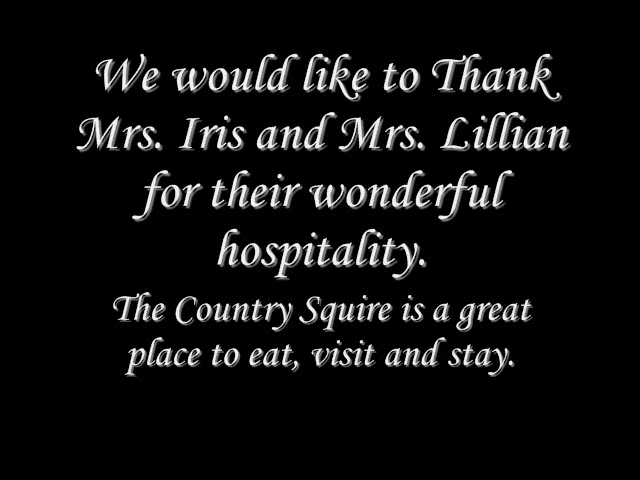 We would like to Thank
Mrs. Iris and Mrs. Lillian
for their wonderful
hospitality.
The Country Squire is a great
place to eat, visit and stay.